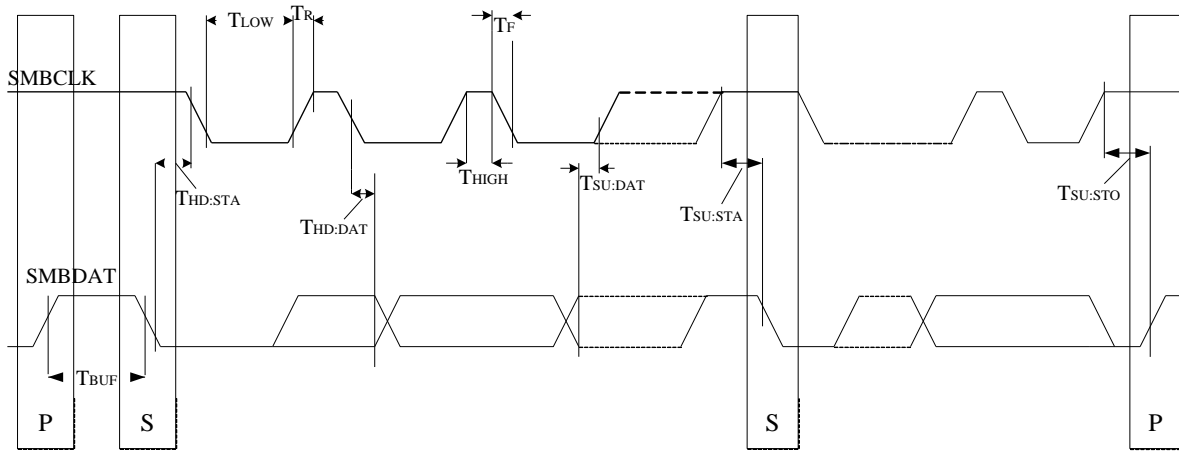 TLOW TR TF
SMBCLK
THD:STA THD:DAT THIGH TSU:DAT TSU:STA TSU:STO
SMBDAT
TBUF
P S S P